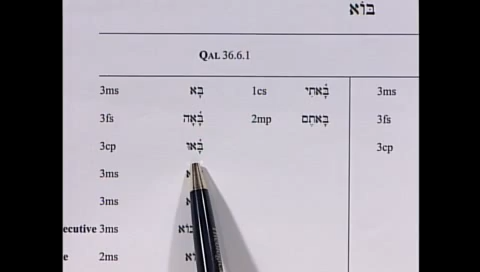 בּוֹא
QAL 36.6.1
3ms בָּא 1cs בָּ֫אתִי 3ms
3fs בָּ֫אָה 2mp בָּאתֶם 3fs
3cp בָּ֫אוּ 3cp
3ms
3ms
ecutive 3ms
e 2ms